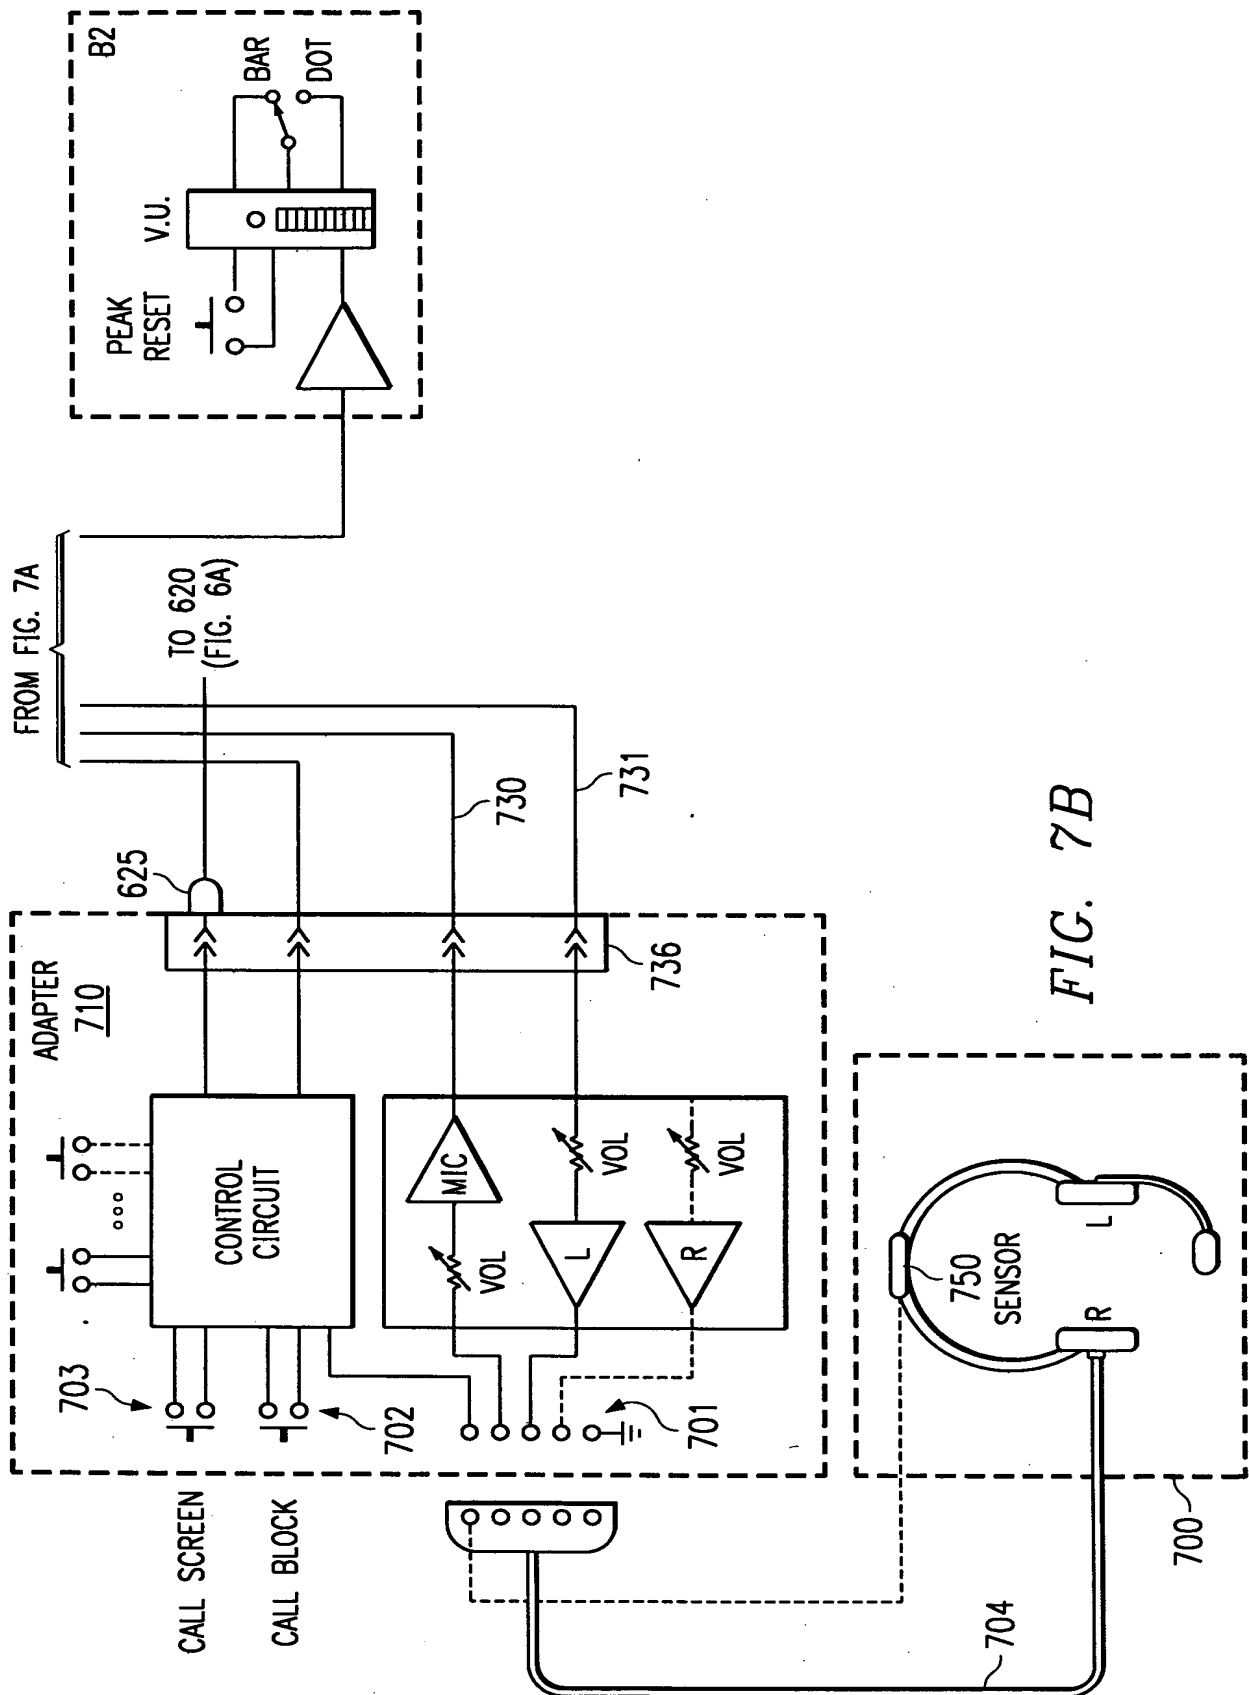 FROM FIG. 7A
B2
PEAK
RESET
V.U.
BAR
DOT
TO 620
(FIG. 6A)
625
730
731
736
ADAPTER
710
CONTROL
CIRCUIT
MIC
VOL
L
VOL
R
VOL
703
702
701
CALL SCREEN
CALL BLOCK
750
SENSOR
R
L
700
704
FIG. 7B